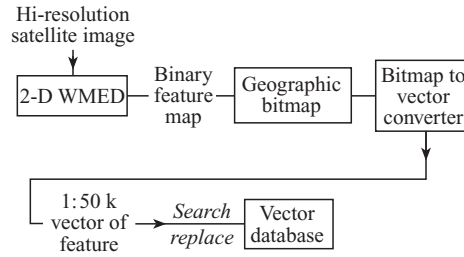 Hi-resolution
satellite image
2-D WMED
Binary
feature
map
Geographic
bitmap
Bitmap to
vector
converter
1:50 k
vector of
feature
Search
replace
Vector
database